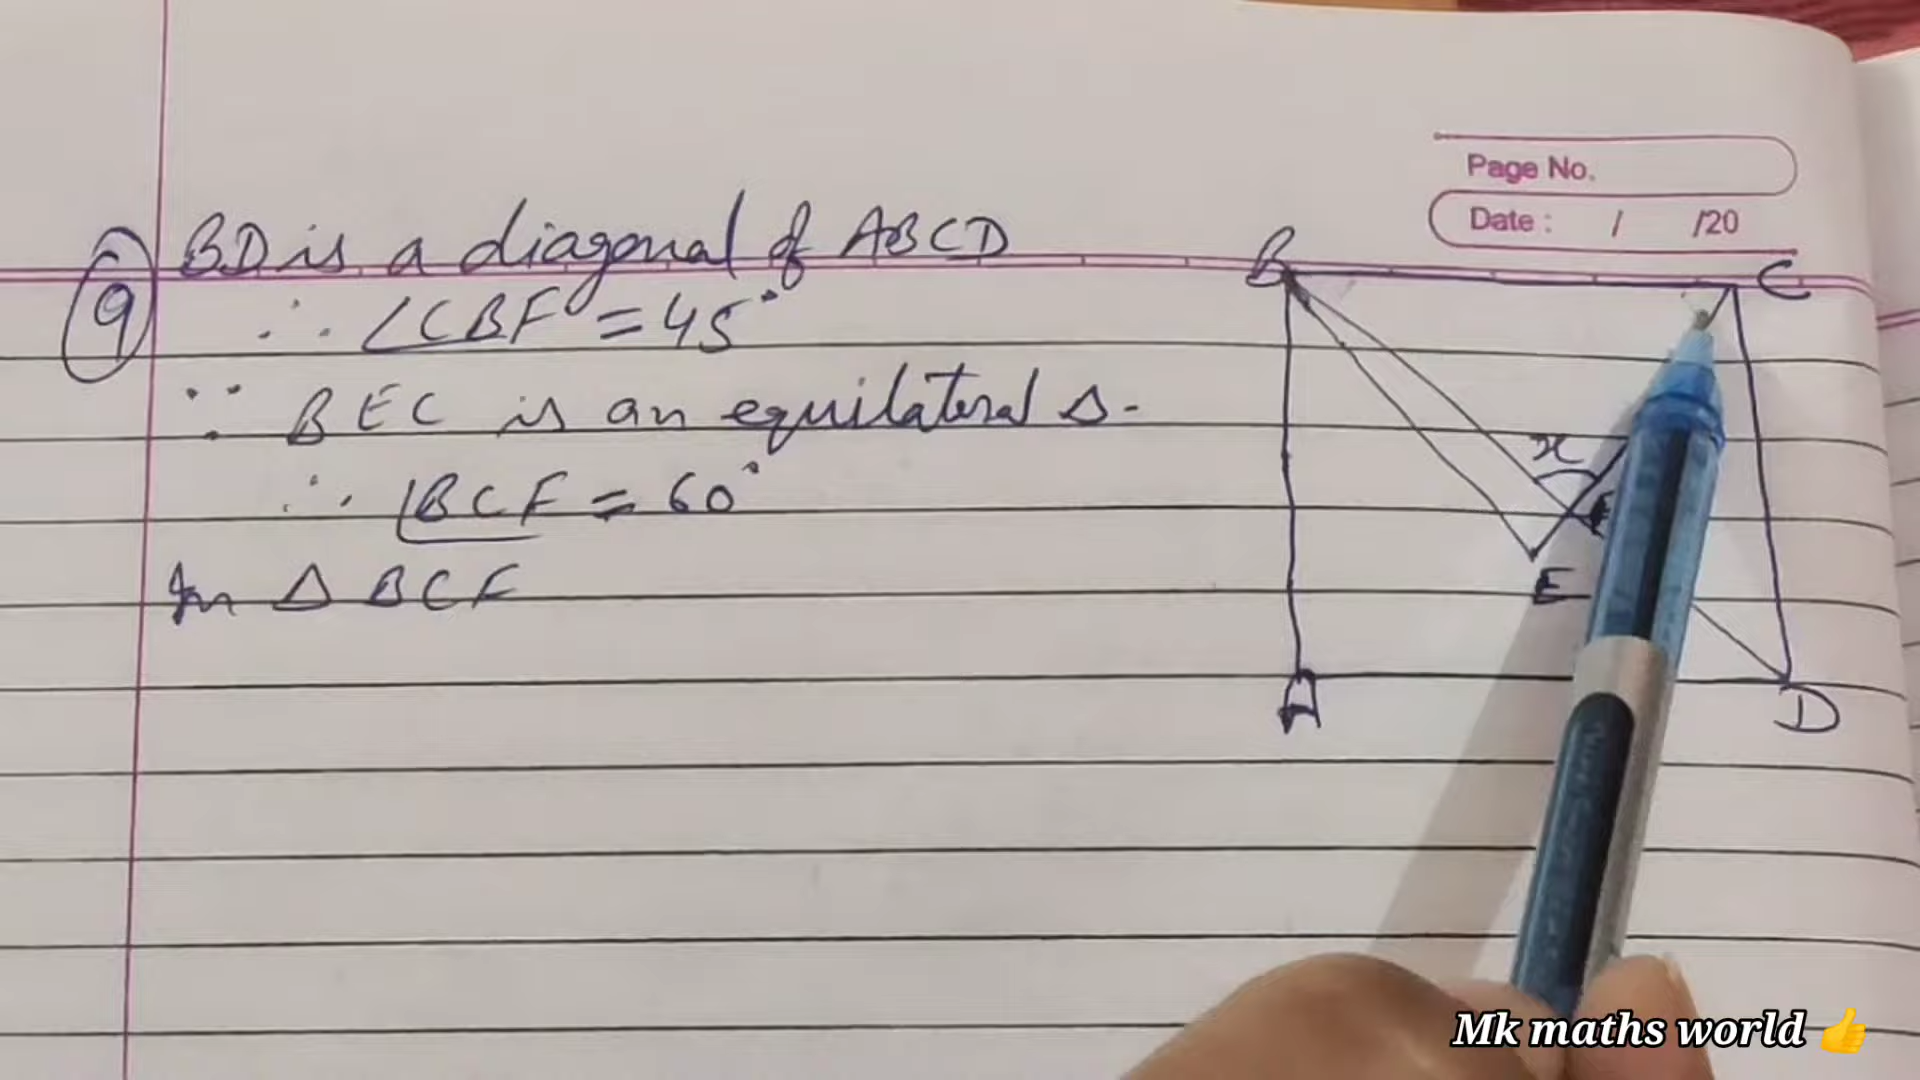 Page No.
Date : / /20
9 BD is a diagonal of ABCD
∴ ∠CBF = 45°
∵ BEC is an equilateral Δ.
∴ ∠BCF = 60°
In Δ BCF
B C
x
E
A D
Mk maths world 👍